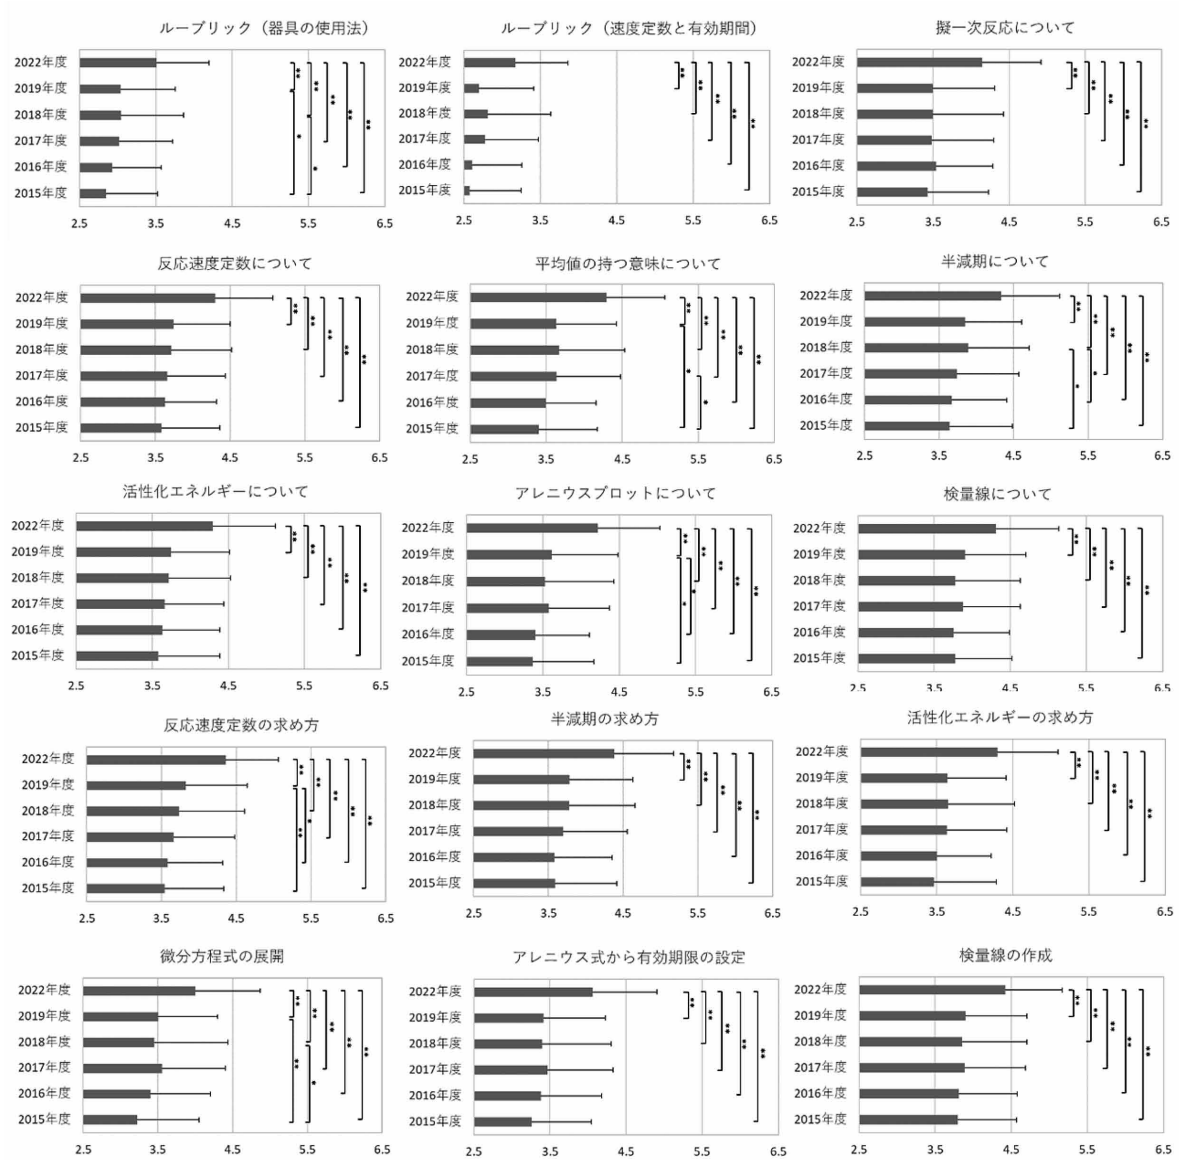 ルーブリック（器具の使用法）
2022年度
2019年度
2018年度
2017年度
2016年度
2015年度
2.5 3.5 4.5 5.5 6.5
ルーブリック（速度定数と有効期間）
2022年度
2019年度
2018年度
2017年度
2016年度
2015年度
2.5 3.5 4.5 5.5 6.5
擬一次反応について
2022年度
2019年度
2018年度
2017年度
2016年度
2015年度
2.5 3.5 4.5 5.5 6.5
反応速度定数について
2022年度
2019年度
2018年度
2017年度
2016年度
2015年度
2.5 3.5 4.5 5.5 6.5
平均値の持つ意味について
2022年度
2019年度
2018年度
2017年度
2016年度
2015年度
2.5 3.5 4.5 5.5 6.5
半減期について
2022年度
2019年度
2018年度
2017年度
2016年度
2015年度
2.5 3.5 4.5 5.5 6.5
活性化エネルギーについて
2022年度
2019年度
2018年度
2017年度
2016年度
2015年度
2.5 3.5 4.5 5.5 6.5
アレニウスプロットについて
2022年度
2019年度
2018年度
2017年度
2016年度
2015年度
2.5 3.5 4.5 5.5 6.5
検量線について
2022年度
2019年度
2018年度
2017年度
2016年度
2015年度
2.5 3.5 4.5 5.5 6.5
反応速度定数の求め方
2022年度
2019年度
2018年度
2017年度
2016年度
2015年度
2.5 3.5 4.5 5.5 6.5
半減期の求め方
2022年度
2019年度
2018年度
2017年度
2016年度
2015年度
2.5 3.5 4.5 5.5 6.5
活性化エネルギーの求め方
2022年度
2019年度
2018年度
2017年度
2016年度
2015年度
2.5 3.5 4.5 5.5 6.5
微分方程式の展開
2022年度
2019年度
2018年度
2017年度
2016年度
2015年度
2.5 3.5 4.5 5.5 6.5
アレニウス式から有効期限の設定
2022年度
2019年度
2018年度
2017年度
2016年度
2015年度
2.5 3.5 4.5 5.5 6.5
検量線の作成
2022年度
2019年度
2018年度
2017年度
2016年度
2015年度
2.5 3.5 4.5 5.5 6.5